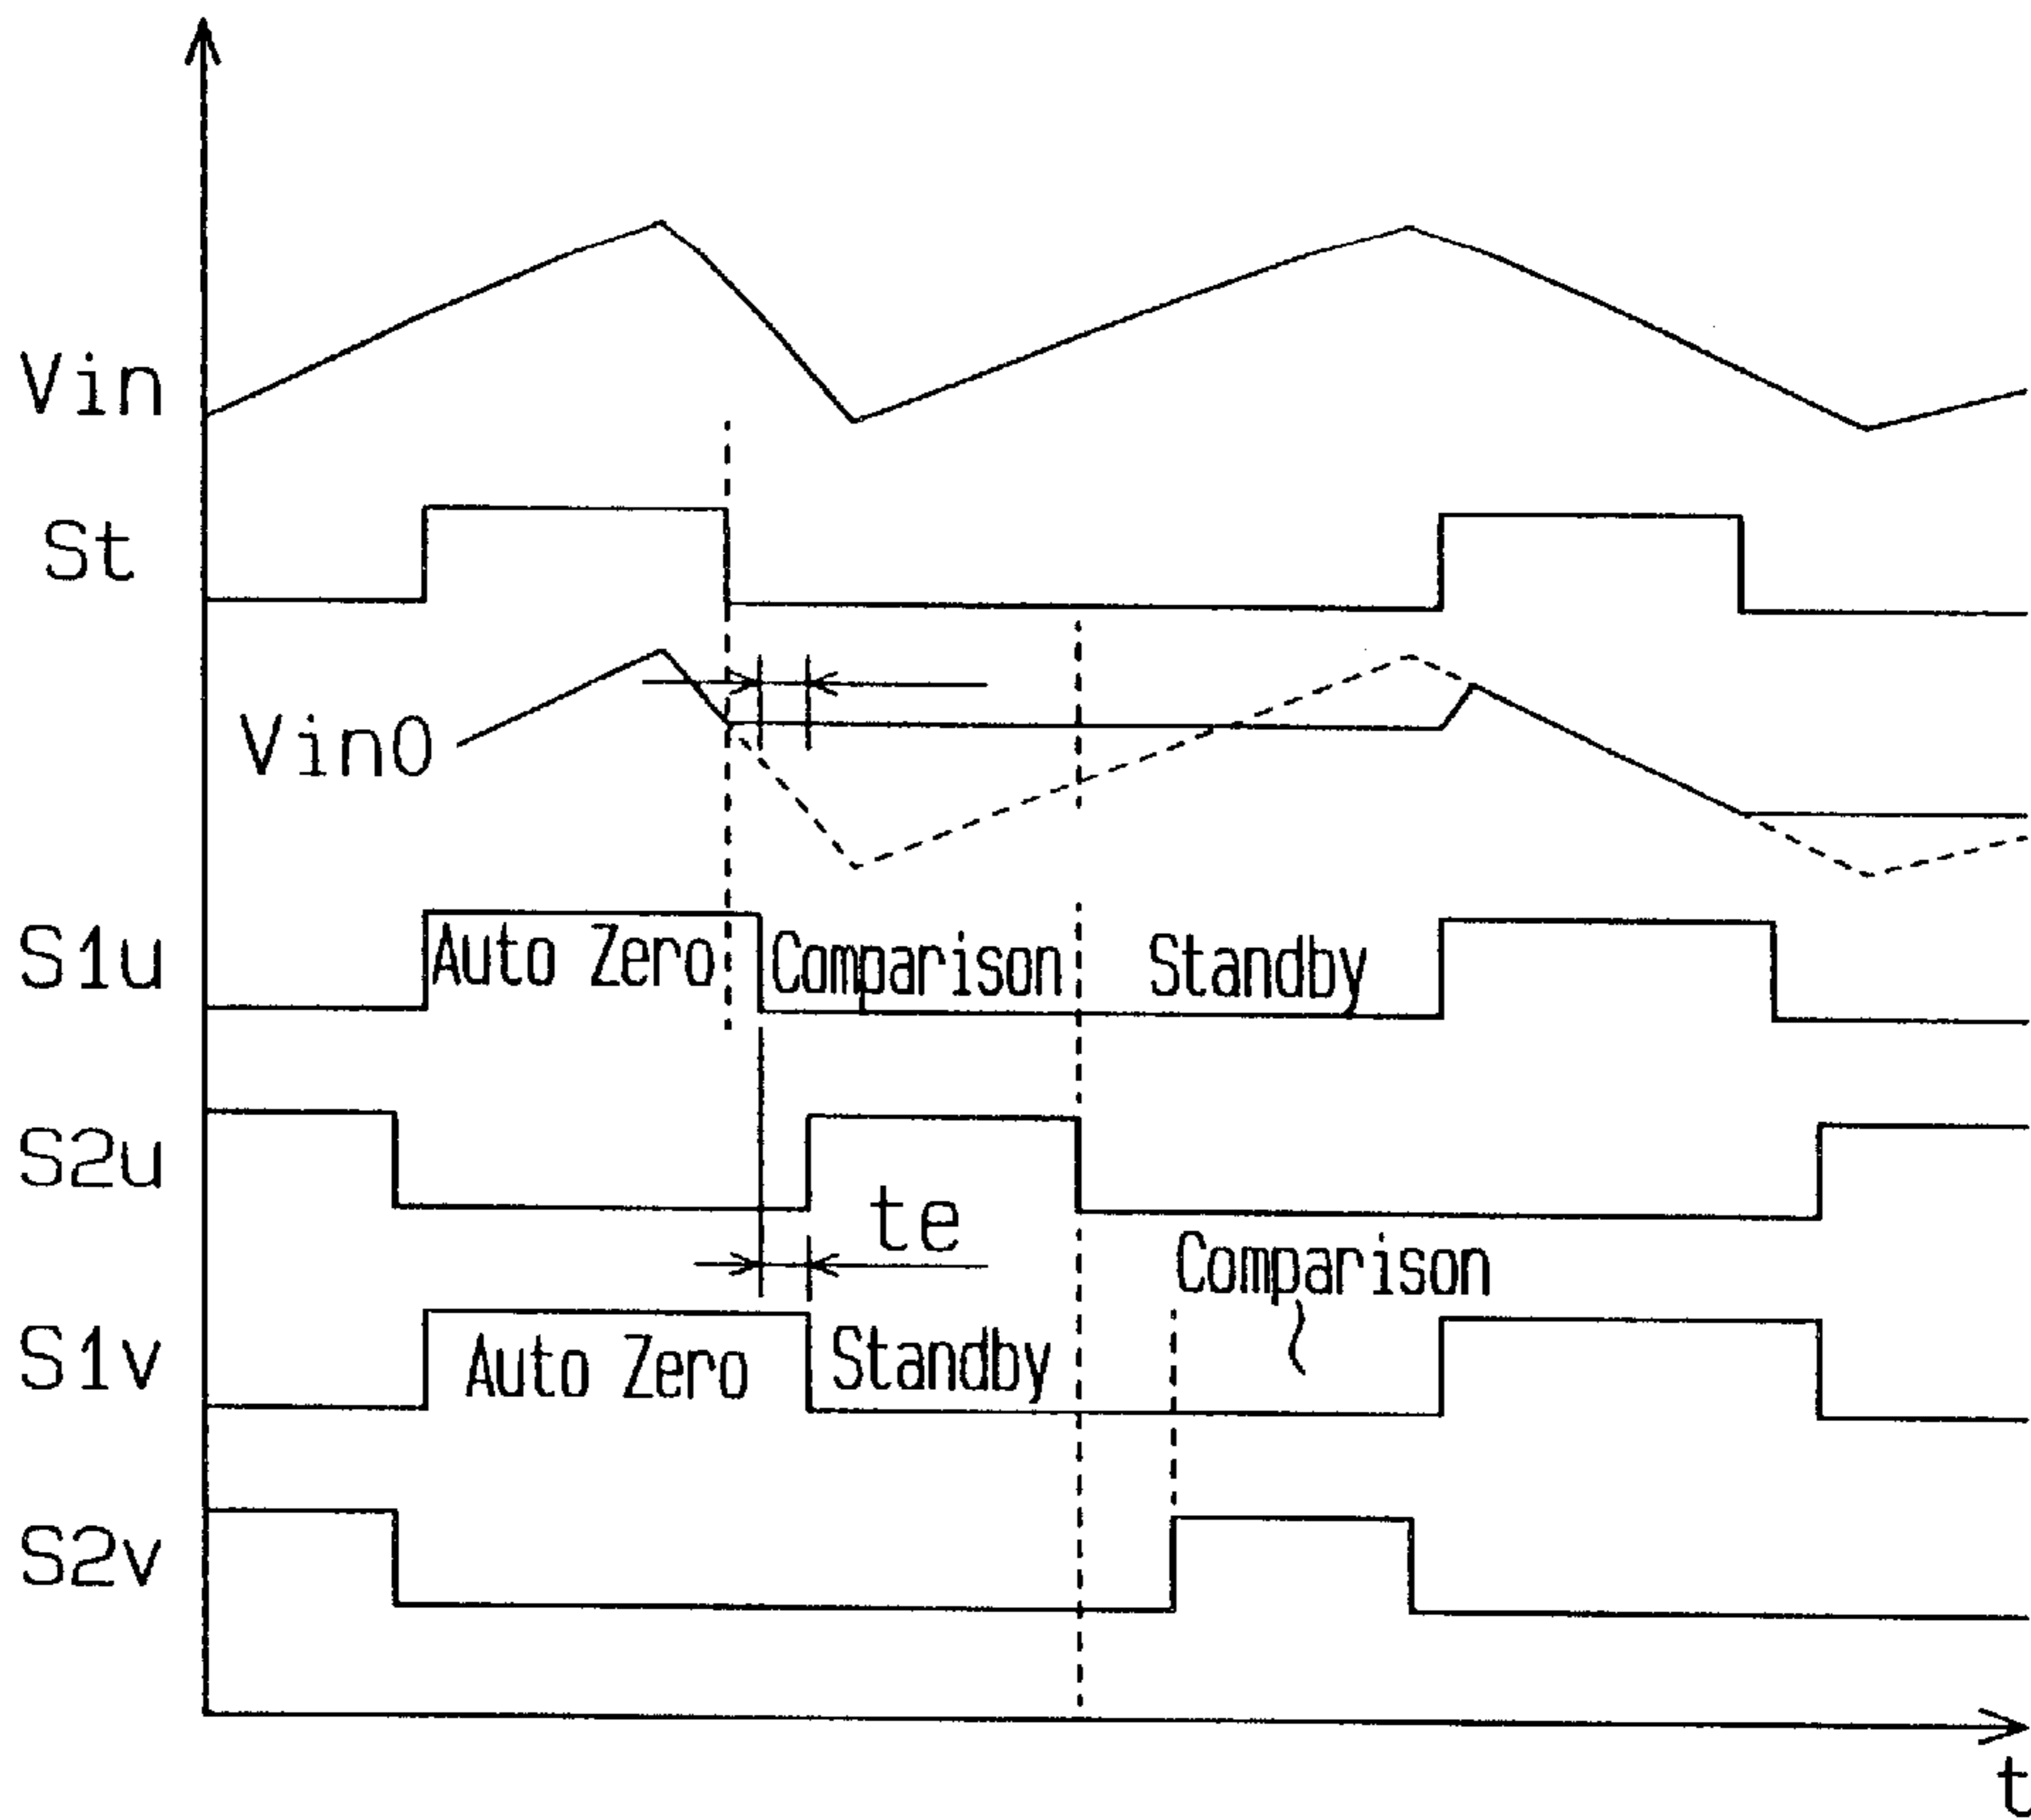 Vin
St
Vin0
S1u
Auto Zero
Comparison
Standby
S2u
te
Comparison
S1v
Auto Zero
Standby
S2v
t